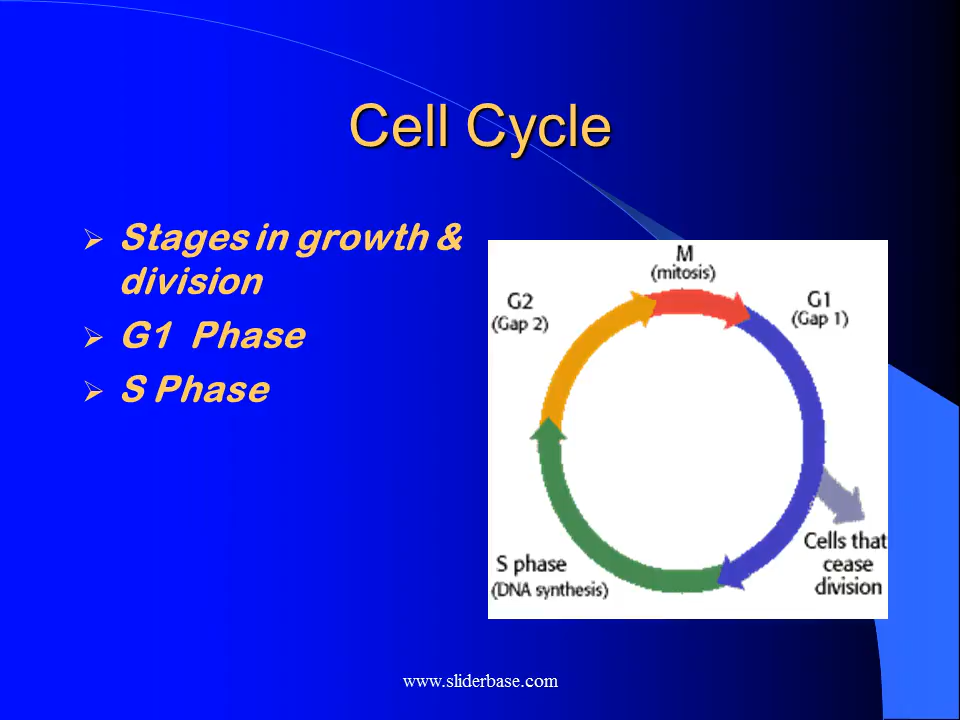 Cell Cycle
Stages in growth &
division
G1 Phase
S Phase
M
(mitosis)
G2
(Gap 2)
G1
(Gap 1)
S phase
(DNA synthesis)
Cells that
cease
division
www.sliderbase.com